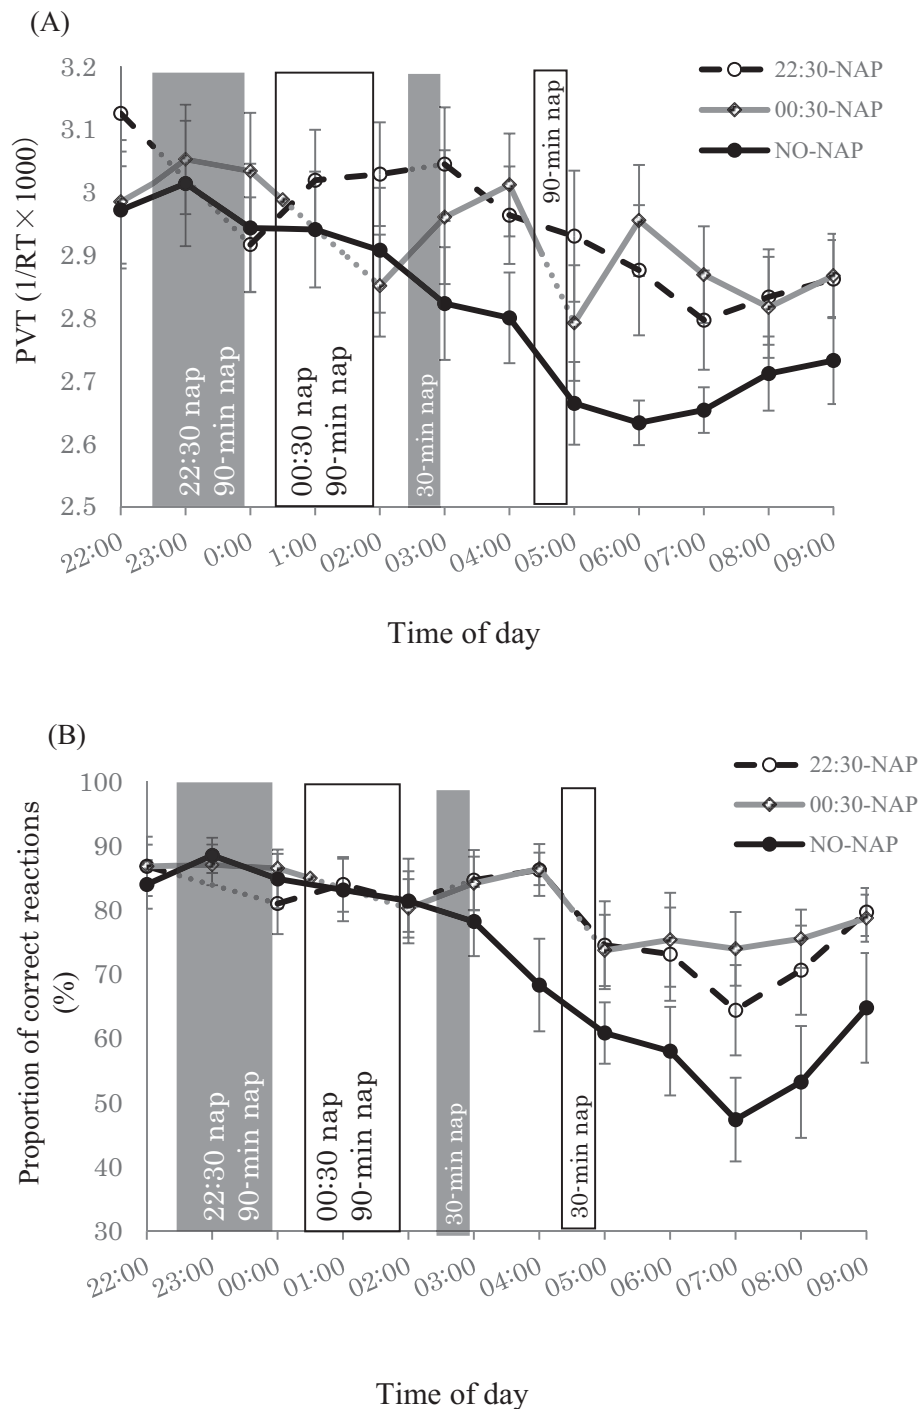 (A)
3.2
3.1
3
2.9
2.8
2.7
2.6
2.5
PVT (1/RT×1000)
22:30-NAP
00:30-NAP
NO-NAP
22:30 nap
90-min nap
00:30 nap
90-min nap
30-min nap
90-min nap
22:00
23:00
0:00
1:00
02:00
03:00
04:00
05:00
06:00
07:00
08:00
09:00
Time of day
(B)
100
90
80
70
60
50
40
30
Proportion of correct reactions
(%)
22:30-NAP
00:30-NAP
NO-NAP
22:30 nap
90-min nap
00:30 nap
90-min nap
30-min nap
30-min nap
22:00
23:00
00:00
01:00
02:00
03:00
04:00
05:00
06:00
07:00
08:00
09:00
Time of day